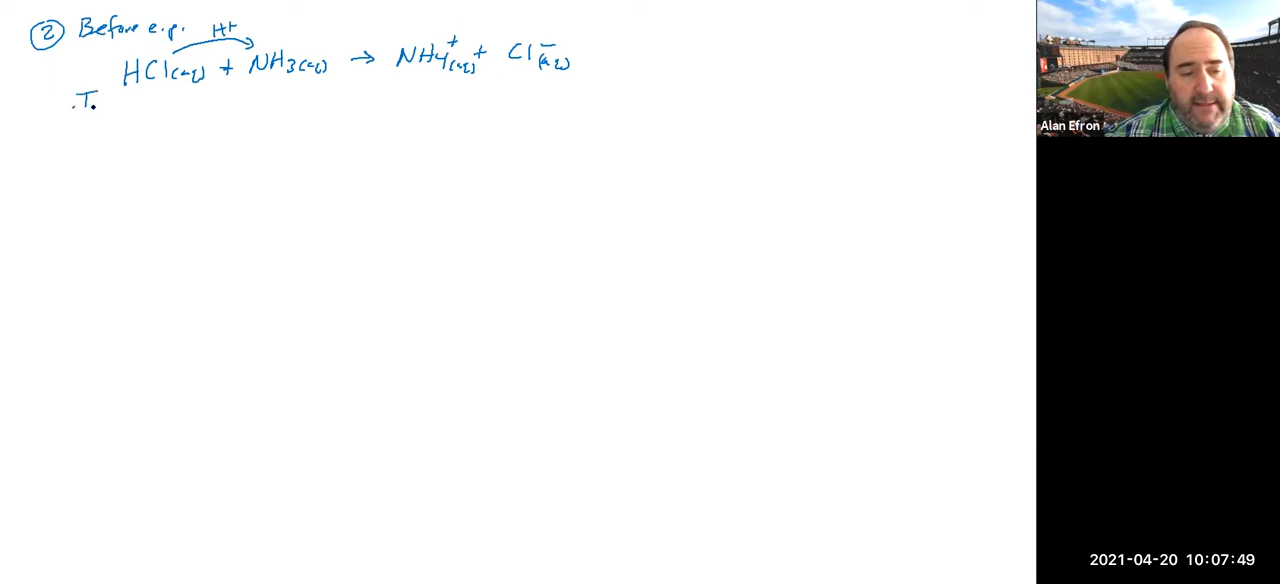 ② Before e.p.
H+
HCl(aq) + NH3(aq) → NH4+(aq) + Cl-(aq)
.I.
Alan Efron
2021-04-20 10:07:49